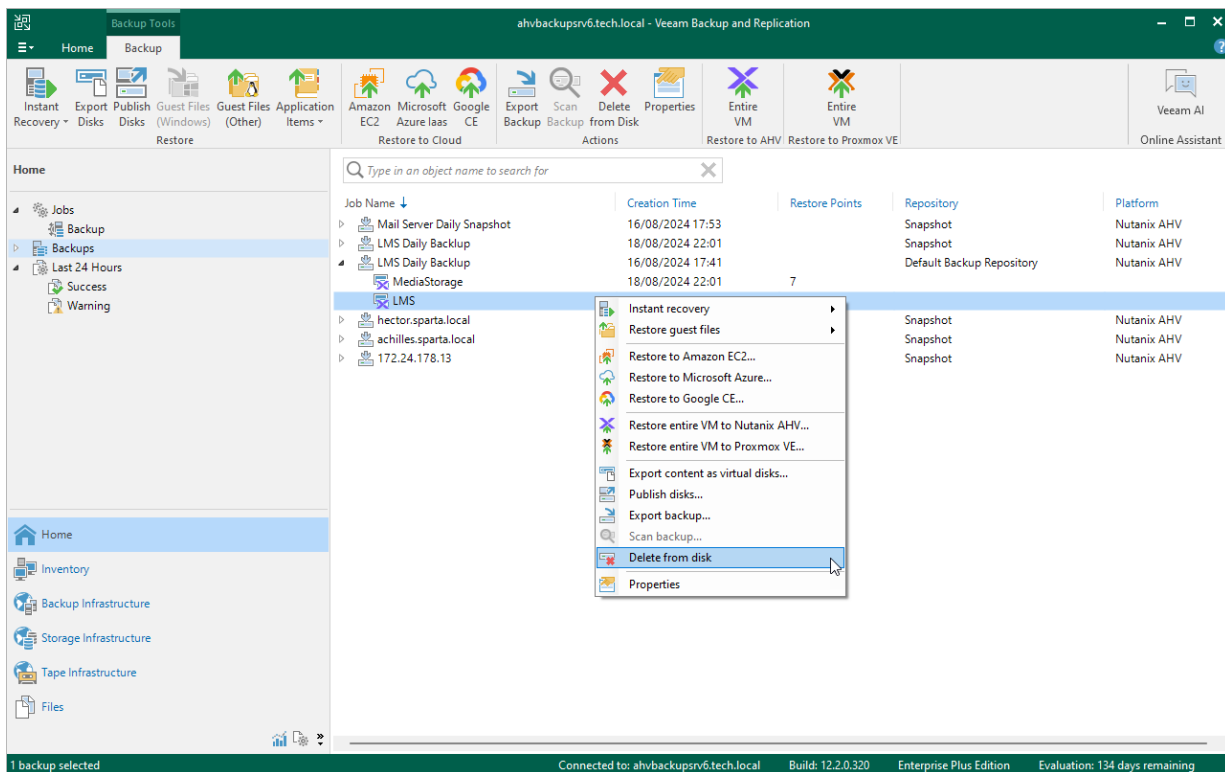 Backup Tools
ahvbackupsrv6.tech.local - Veeam Backup and Replication
Home Backup
Instant Recovery
Export Disks
Publish Disks
Guest Files (Windows)
Guest Files (Other)
Application Items
Amazon EC2
Microsoft Azure Iaas
Google CE
Export Backup
Scan Backup
Delete from Disk
Properties
Entire VM
Entire VM
Veeam AI
Restore
Restore to Cloud
Actions
Restore to AHV
Restore to Proxmox VE
Online Assistant
Home
Type in an object name to search for
Jobs
Backup
Backups
Last 24 Hours
Success
Warning
Job Name Creation Time Restore Points Repository Platform
Mail Server Daily Snapshot 16/08/2024 17:53 Snapshot Nutanix AHV
LMS Daily Backlup 18/08/2024 22:01 Snapshot Nutanix AHV
LMS Daily Backlup 16/08/2024 17:41 Default Backup Repository Nutanix AHV
MediaStorage 18/08/2024 22:01 7
LMS
hector.sparta.local Snapshot Nutanix AHV
achilles.sparta.local Snapshot Nutanix AHV
172.24.178.13 Snapshot Nutanix AHV
Instant recovery
Restore guest files
Restore to Amazon EC2...
Restore to Microsoft Azure...
Restore to Google CE...
Restore entire VM to Nutanix AHV...
Restore entire VM to Proxmox VE...
Export content as virtual disks...
Publish disks...
Export backup...
Scan backup...
Delete from disk
Properties
Home
Inventory
Backup Infrastructure
Storage Infrastructure
Tape Infrastructure
Files
1 backup selected
Connected to: ahvbackupsrv6.tech.local Build: 12.2.0.320 Enterprise Plus Edition Evaluation: 134 days remaining